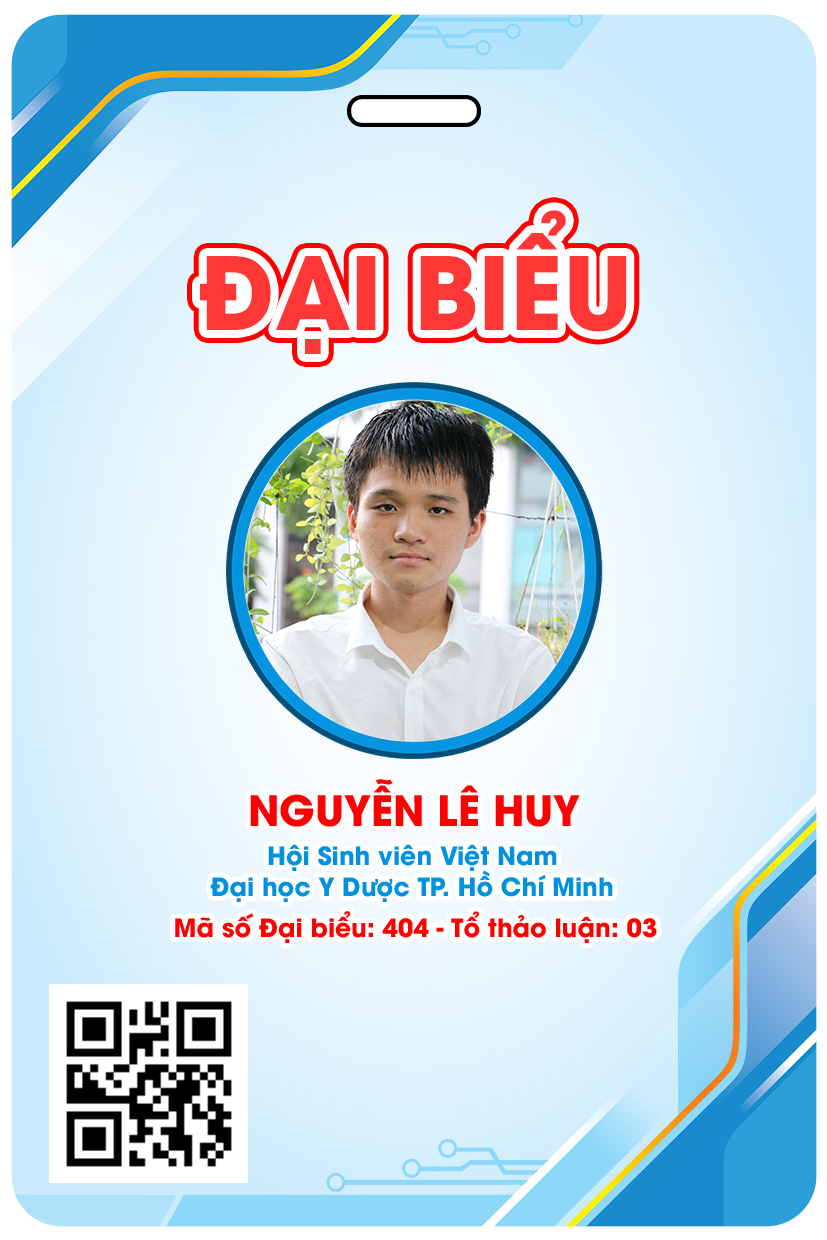 ĐẠI BIỂU
NGUYỄN LÊ HUY
Hội Sinh viên Việt Nam
Đại học Y Dược TP. Hồ Chí Minh
Mã số Đại biểu: 404 - Tổ thảo luận: 03